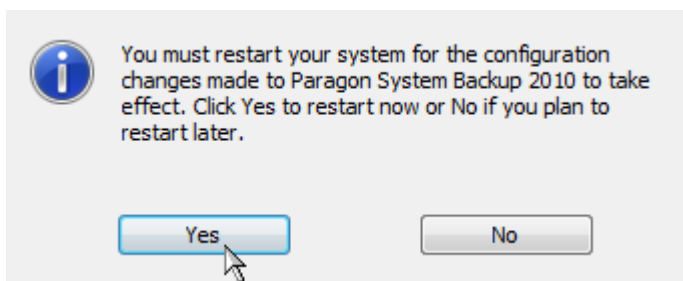 You must restart your system for the configuration
changes made to Paragon System Backup 2010 to take
effect. Click Yes to restart now or No if you plan to
restart later.
Yes
No